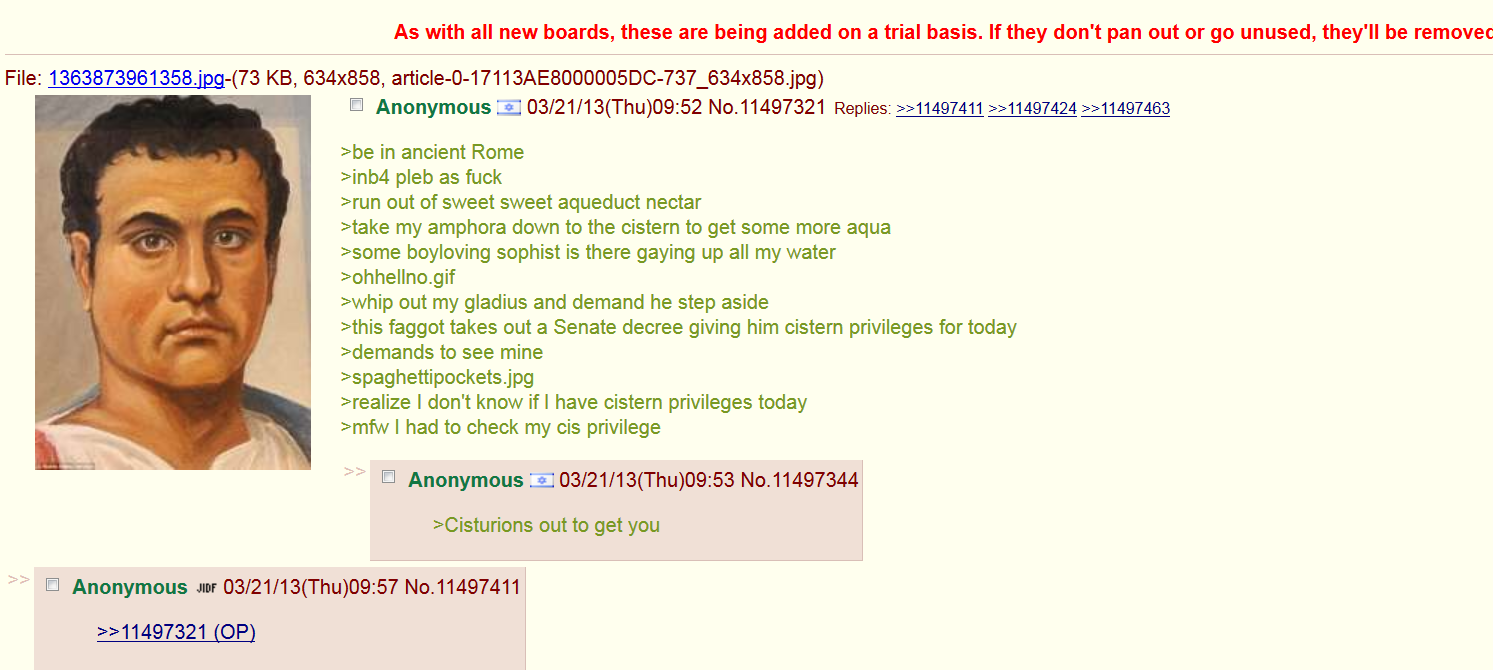 As with all new boards, these are being added on a trial basis. If they don't pan out or go unused, they'll be removed
File: 1363873961358.jpg-(73 KB, 634x858, article-0-17113AE8000005DC-737_634x858.jpg)
Anonymous 03/21/13(Thu)09:52 No.11497321 Replies: >>11497411 >>11497424 >>11497463
>be in ancient Rome
>inb4 pleb as fuck
>run out of sweet sweet aqueduct nectar
>take my amphora down to the cistern to get some more aqua
>some boyloving sophist is there gaying up all my water
>ohhellno.gif
>whip out my gladius and demand he step aside
>this faggot takes out a Senate decree giving him cistern privileges for today
>demands to see mine
>spaghettipockets.jpg
>realize I don't know if I have cistern privileges today
>mfw I had to check my cis privilege
>> Anonymous 03/21/13(Thu)09:53 No.11497344
>Cisturions out to get you
>> Anonymous JIDF 03/21/13(Thu)09:57 No.11497411
>>11497321 (OP)